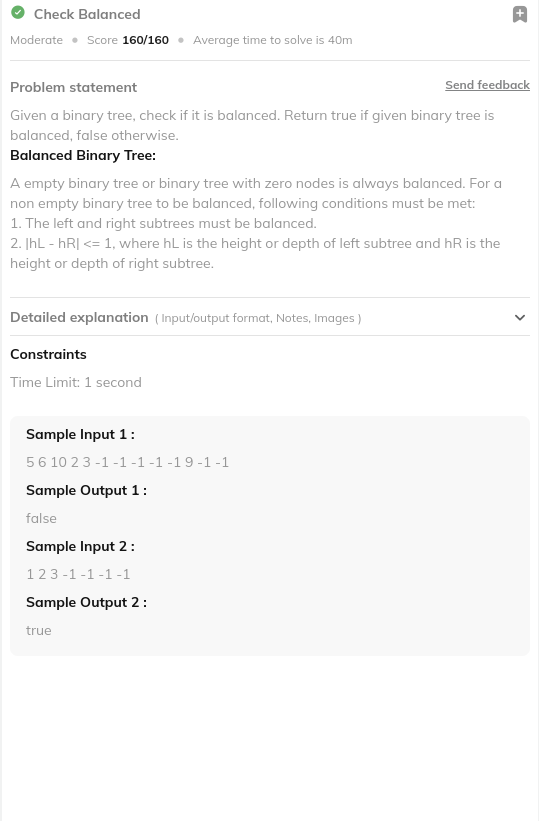 Check Balanced
Moderate • Score 160/160 • Average time to solve is 40m
Problem statement
Send feedback
Given a binary tree, check if it is balanced. Return true if given binary tree is
balanced, false otherwise.
Balanced Binary Tree:
A empty binary tree or binary tree with zero nodes is always balanced. For a
non empty binary tree to be balanced, following conditions must be met:
1. The left and right subtrees must be balanced.
2. |hL - hR| <= 1, where hL is the height or depth of left subtree and hR is the
height or depth of right subtree.
Detailed explanation ( Input/output format, Notes, Images )
Constraints
Time Limit: 1 second
Sample Input 1 :
5 6 10 2 3 -1 -1 -1 -1 -1 9 -1 -1
Sample Output 1 :
false
Sample Input 2 :
1 2 3 -1 -1 -1 -1
Sample Output 2 :
true